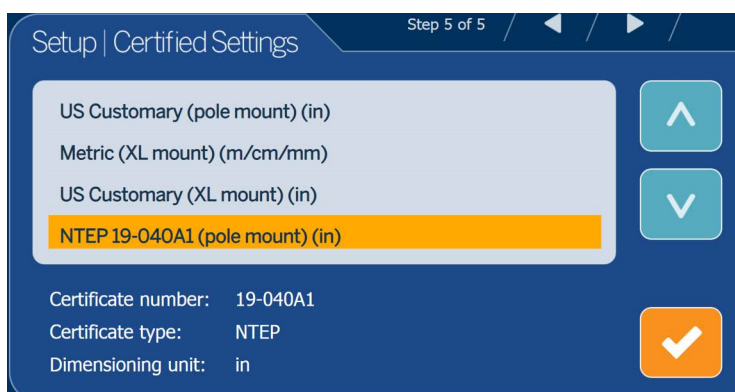 Setup | Certified Settings
Step 5 of 5
US Customary (pole mount) (in)
Metric (XL mount) (m/cm/mm)
US Customary (XL mount) (in)
NTEP 19-040A1 (pole mount) (in)
Certificate number: 19-040A1
Certificate type: NTEP
Dimensioning unit: in